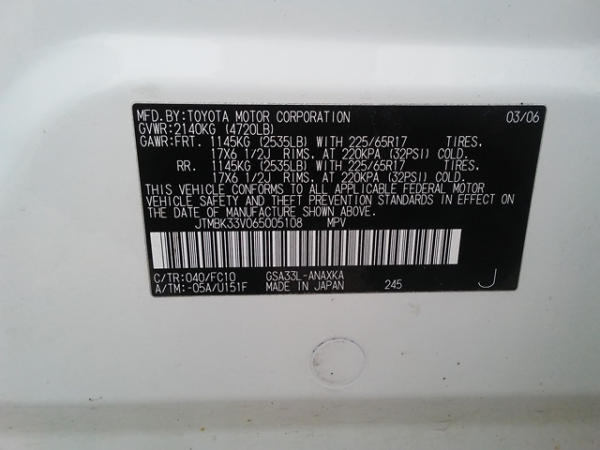 MFD.BY:TOYOTA MOTOR CORPORATION 03/06
GVWR:2140KG (4720LB)
GAWR:FRT. 1145KG (2535LB) WITH 225/65R17 TIRES.
17X6 1/2J RIMS. AT 220KPA (32PSI) COLD.
RR. 1145KG (2535LB) WITH 225/65R17 TIRES.
17X6 1/2J RIMS. AT 220KPA (32PSI) COLD.
THIS VEHICLE CONFORMS TO ALL APPLICABLE FEDERAL MOTOR
VEHICLE SAFETY AND THEFT PREVENTION STANDARDS IN EFFECT ON
THE DATE OF MANUFACTURE SHOWN ABOVE.
JTMBK33V065005108 MPV
C/TR:040/FC10 GSA33L-ANAXKA
A/TM:-05A/U151F MADE IN JAPAN 245 J